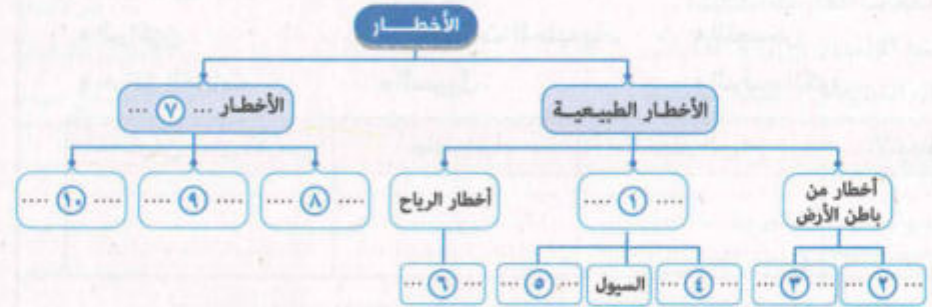 الأخطــار
الأخطار الطبيعية
الأخطار ... ٧ ...
أخطار من
باطن الأرض
.... ١ ....
أخطار الرياح
.... ٨ ....
.... ٩ ....
.... ١٠ ....
... ٢ ...
... ٣ ...
... ٤ ...
السيول
... ٥ ...
... ٦ ...